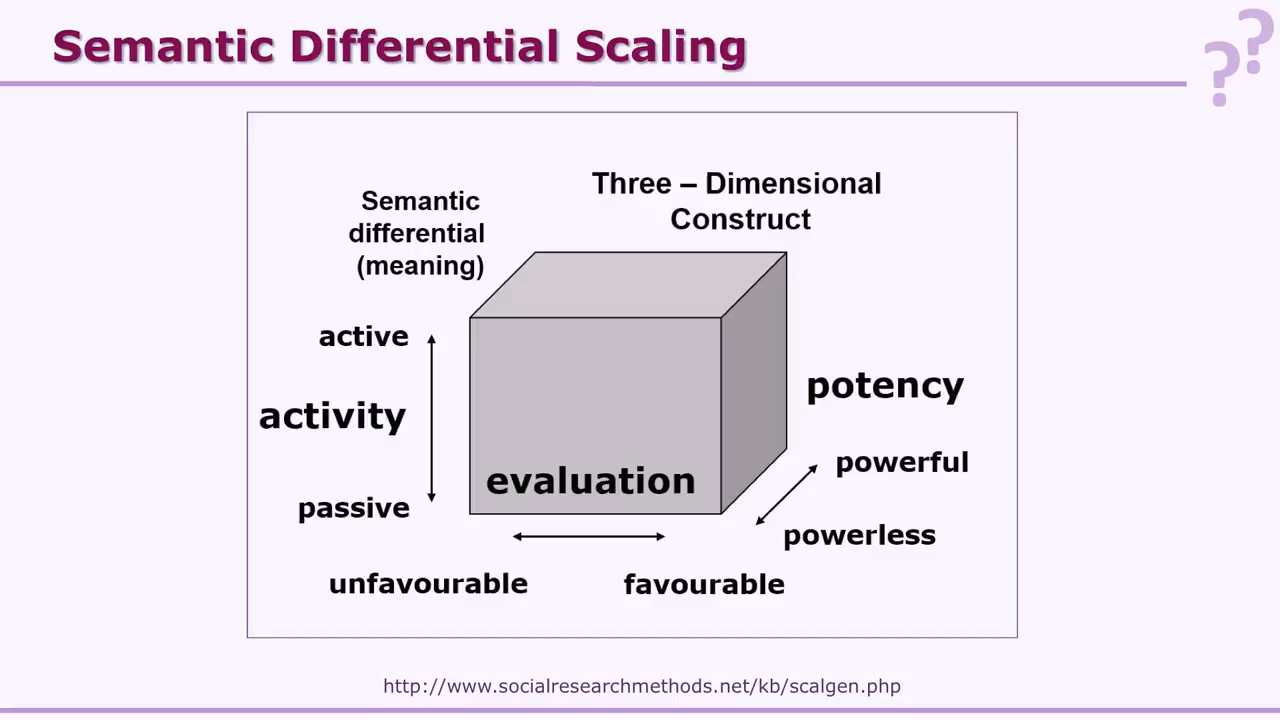 Semantic Differential Scaling
? ?
Three – Dimensional
Construct
Semantic
differential
(meaning)
active
activity
passive
evaluation
potency
powerful
powerless
unfavourable
favourable
http://www.socialresearchmethods.net/kb/scalgen.php